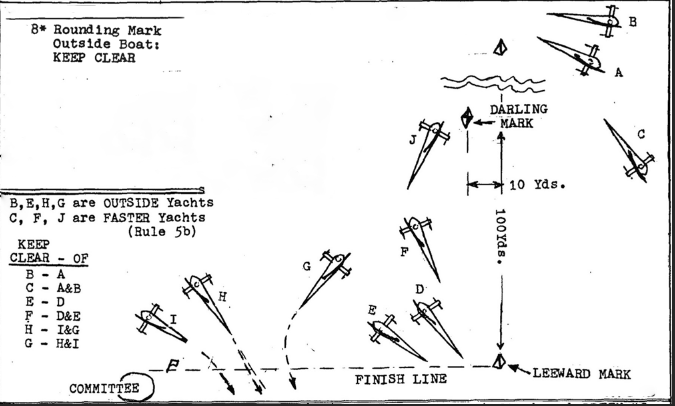 8* Rounding Mark
Outside Boat:
KEEP CLEAR
B
A
DARLING
MARK
J
C
B,E,H,G are OUTSIDE Yachts
C, F, J are FASTER Yachts
(Rule 5b)
10 Yds.
100Yds.
KEEP
CLEAR - OF
B - A
C - A&B
E - D
F - D&E
H - I&G
G - H&I
F
G
D
H
E
I
P
FINISH LINE
LEEWARD MARK
COMMITTEE